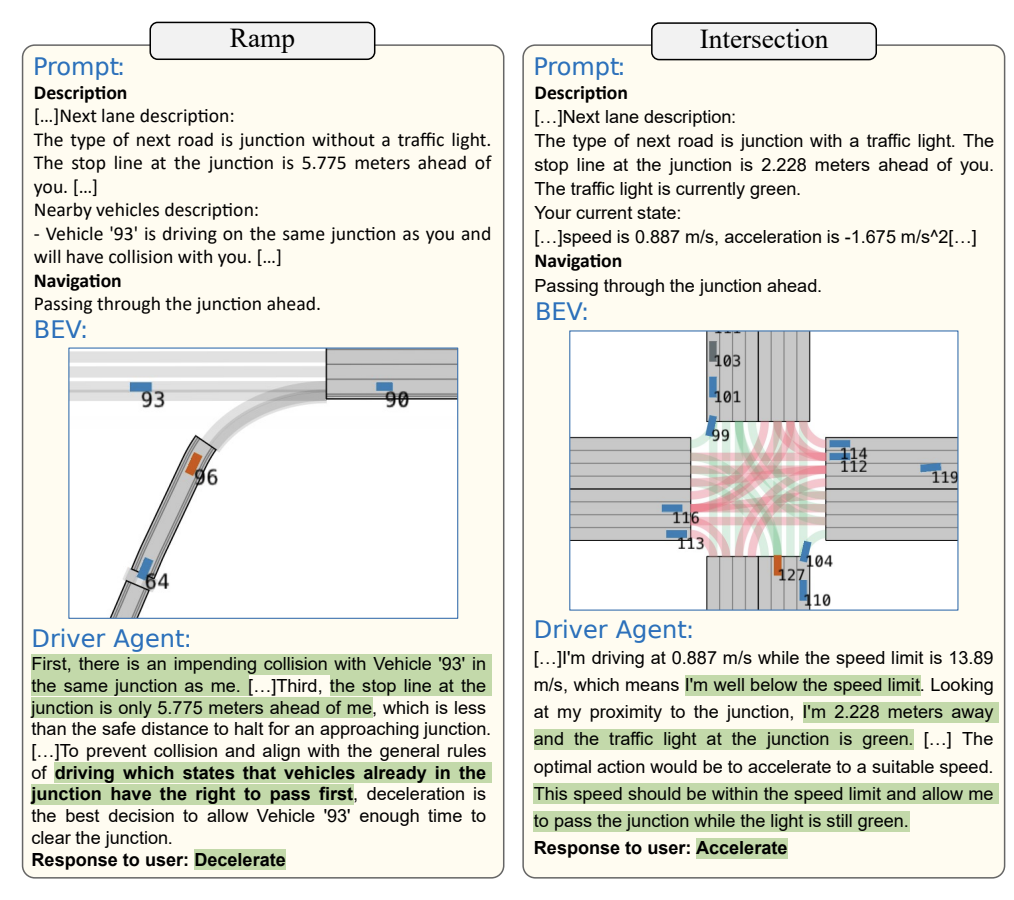 Ramp
Prompt:
Description
[...]Next lane description:
The type of next road is junction without a traffic light.
The stop line at the junction is 5.775 meters ahead of
you. [...]
Nearby vehicles description:
- Vehicle '93' is driving on the same junction as you and
will have collision with you. [...]
Navigation
Passing through the junction ahead.
BEV:
93
90
96
64
Driver Agent:
First, there is an impending collision with Vehicle '93' in
the same junction as me. [...]Third, the stop line at the
junction is only 5.775 meters ahead of me, which is less
than the safe distance to halt for an approaching junction.
[...]To prevent collision and align with the general rules
of driving which states that vehicles already in the
junction have the right to pass first, deceleration is
the best decision to allow Vehicle '93' enough time to
clear the junction.
Response to user: Decelerate
Intersection
Prompt:
Description
[...]Next lane description:
The type of next road is junction with a traffic light. The
stop line at the junction is 2.228 meters ahead of you.
The traffic light is currently green.
Your current state:
[...]speed is 0.887 m/s, acceleration is -1.675 m/s^2[...]
Navigation
Passing through the junction ahead.
BEV:
103
101
99
114
112
119
116
113
104
127
110
Driver Agent:
[...]I'm driving at 0.887 m/s while the speed limit is 13.89
m/s, which means I'm well below the speed limit. Looking
at my proximity to the junction, I'm 2.228 meters away
and the traffic light at the junction is green. [...] The
optimal action would be to accelerate to a suitable speed.
This speed should be within the speed limit and allow me
to pass the junction while the light is still green.
Response to user: Accelerate